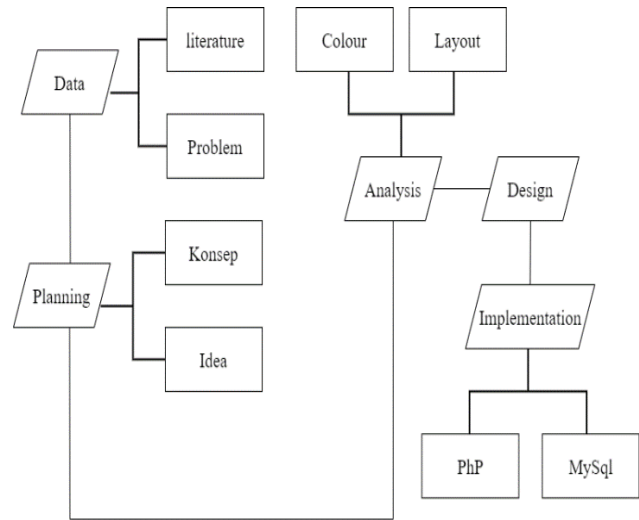 literature
Data
Problem
Konsep
Planning
Idea
Colour
Layout
Analysis
Design
Implementation
PhP
MySql